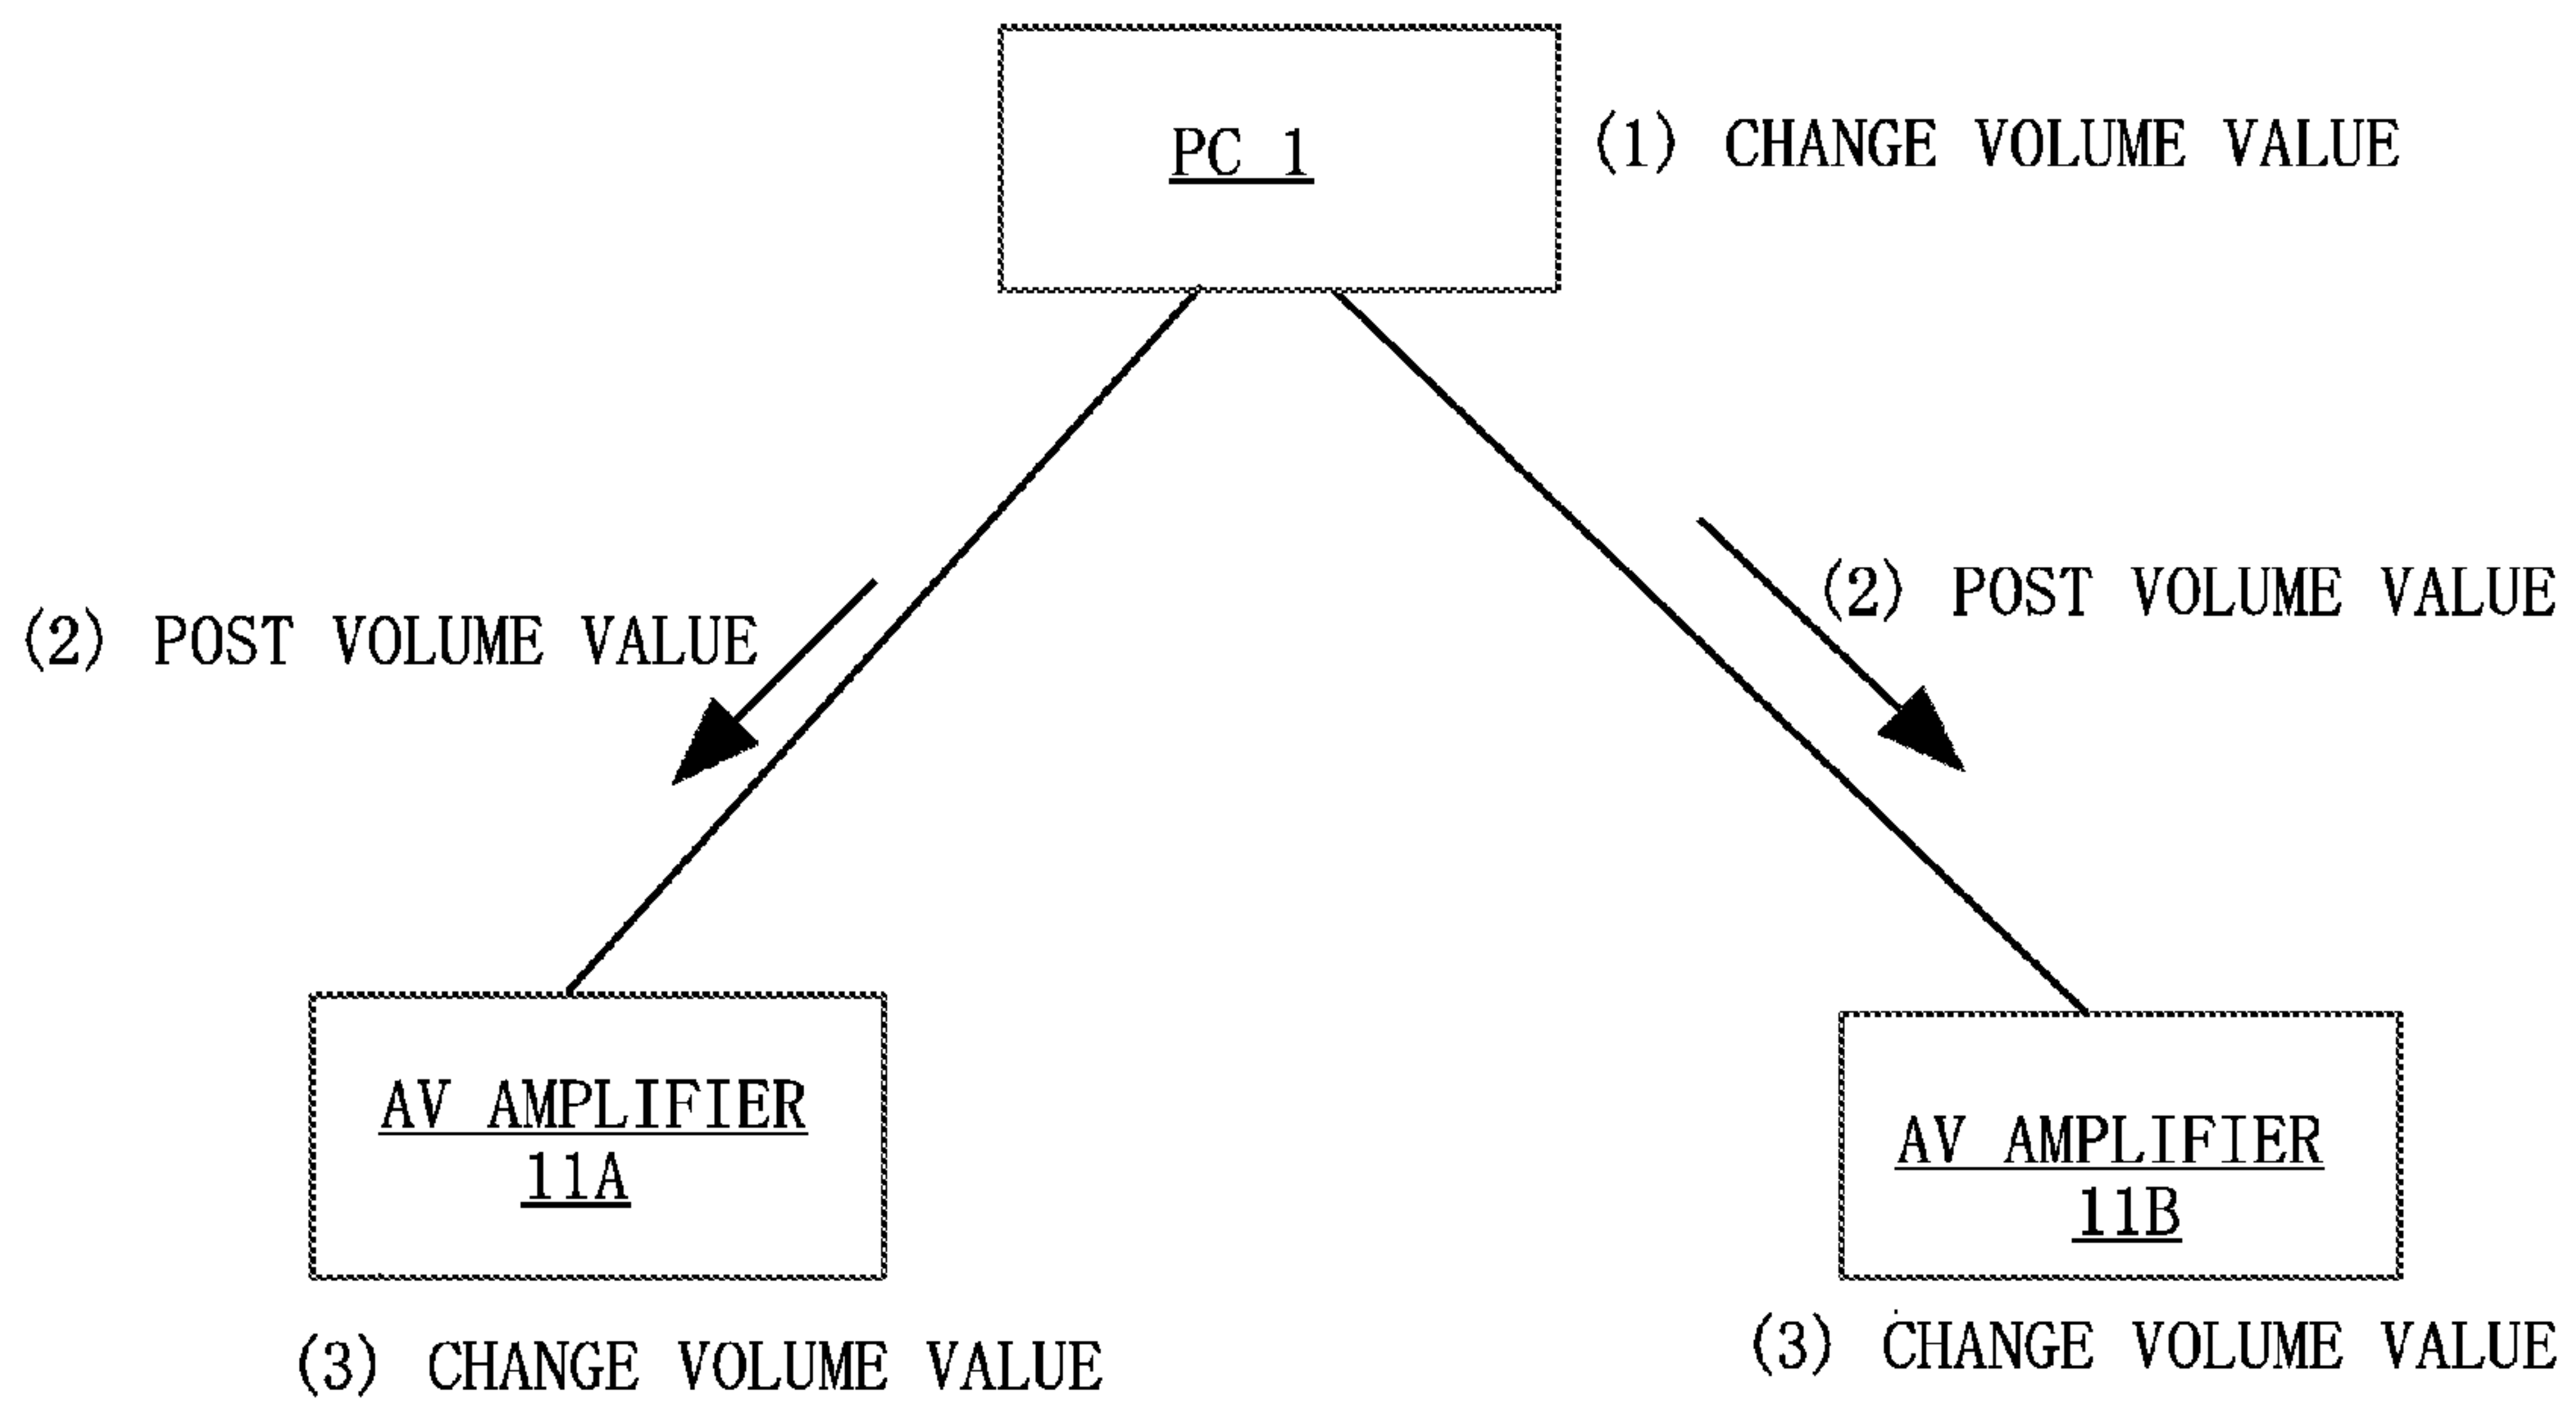 PC 1
(1) CHANGE VOLUME VALUE
(2) POST VOLUME VALUE
(2) POST VOLUME VALUE
AV AMPLIFIER
11A
AV AMPLIFIER
11B
(3) CHANGE VOLUME VALUE
(3) CHANGE VOLUME VALUE